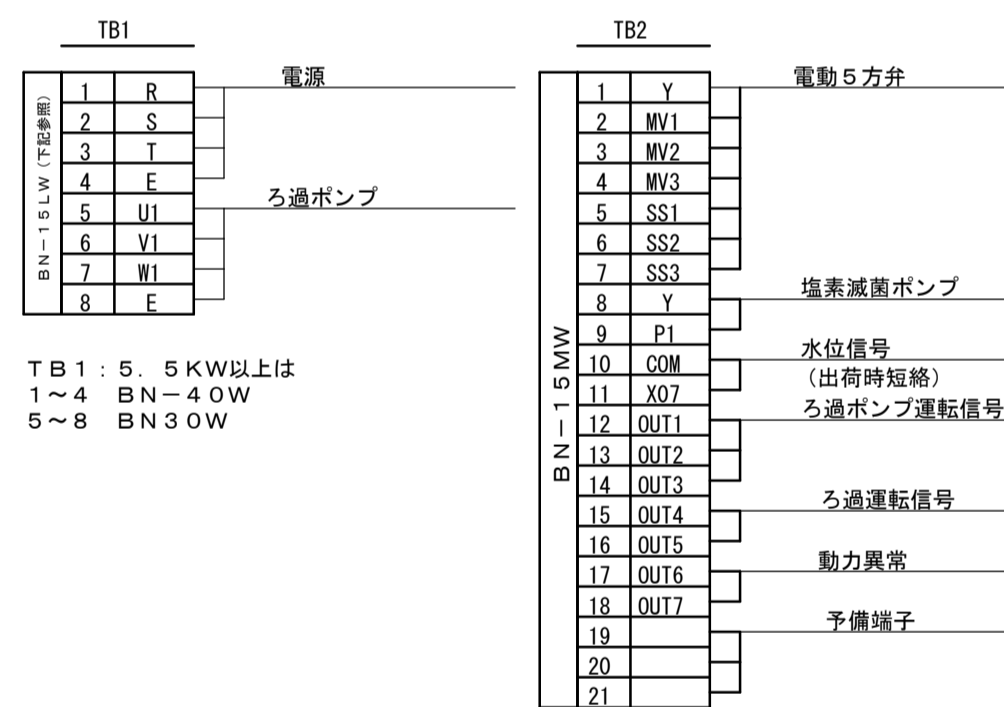 TB1
BN-15LW(下記参照)
1 R 電源
2 S
3 T
4 E
5 U1 ろ過ポンプ
6 V1
7 W1
8 E
TB1:5.5KW以上は
1~4 BN-40W
5~8 BN30W
TB2
BN-15MW
1 Y 電動5方弁
2 MV1
3 MV2
4 MV3
5 SS1
6 SS2
7 SS3
8 Y 塩素滅菌ポンプ
9 P1
10 COM 水位信号
11 X07 (出荷時短絡)
12 OUT1 ろ過ポンプ運転信号
13 OUT2
14 OUT3
15 OUT4 ろ過運転信号
16 OUT5
17 OUT6 動力異常
18 OUT7
19 予備端子
20
21